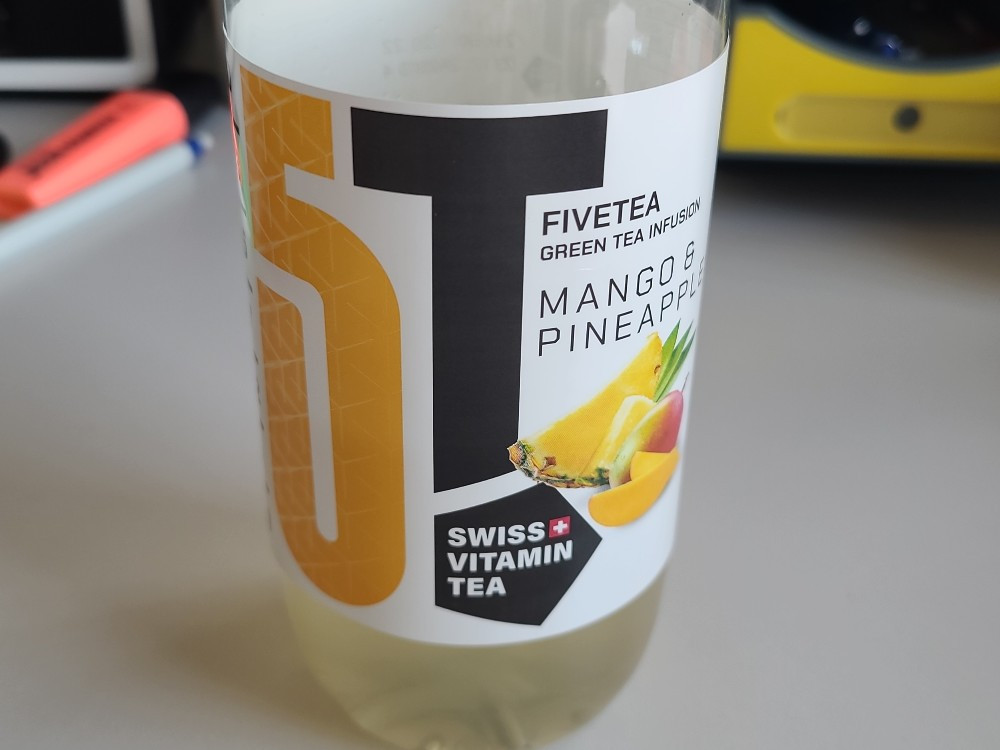 5T
FIVETEA
GREEN TEA INFUSION
MANGO &
PINEAPPLE
SWISS
VITAMIN
TEA